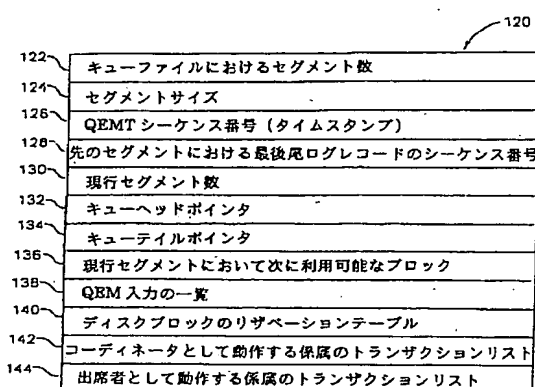 120
122 キューファイルにおけるセグメント数
124 セグメントサイズ
126 QEMT シーケンス番号（タイムスタンプ）
128 先のセグメントにおける最後尾ログレコードのシーケンス番号
130 現行セグメント数
132 キューヘッドポインタ
134 キューテイルポインタ
136 現行セグメントにおいて次に利用可能なブロック
138 QEM 入力の一覧
140 ディスクブロックのリザベーションテーブル
142 コーディネータとして動作する係属のトランザクションリスト
144 出席者として動作する係属のトランザクションリスト